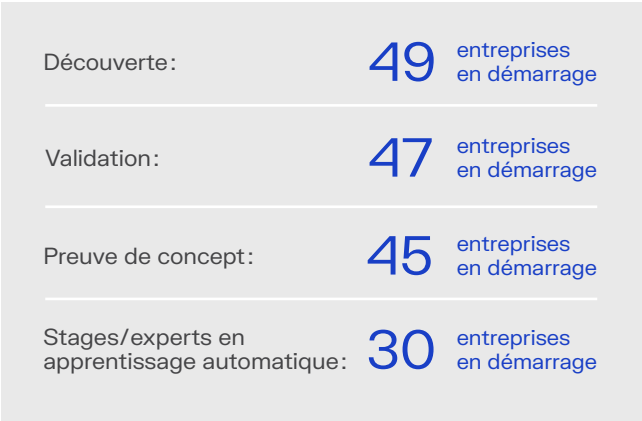 Découverte:
49 entreprises
en démarrage
Validation:
47 entreprises
en démarrage
Preuve de concept:
45 entreprises
en démarrage
Stages/experts en
apprentissage automatique:
30 entreprises
en démarrage